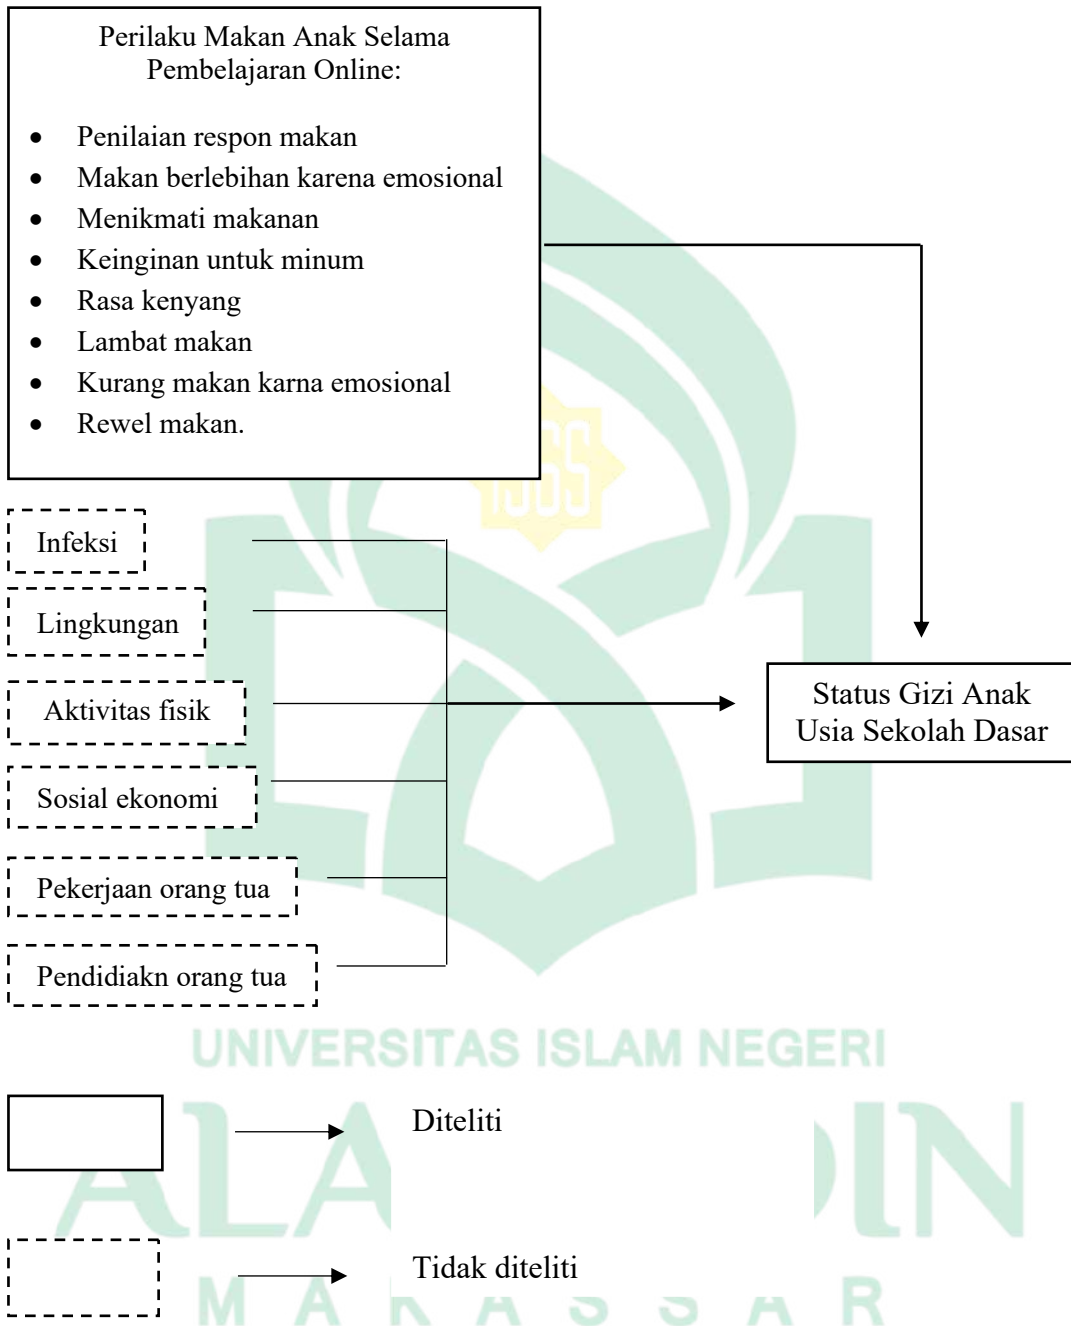 Perilaku Makan Anak Selama
Pembelajaran Online:
• Penilaian respon makan
• Makan berlebihan karena emosional
• Menikmati makanan
• Keinginan untuk minum
• Rasa kenyang
• Lambat makan
• Kurang makan karna emosional
• Rewel makan.
Infeksi
Lingkungan
Aktivitas fisik
Status Gizi Anak
Usia Sekolah Dasar
Sosial ekonomi
Pekerjaan orang tua
Pendidiakn orang tua
UNIVERSITAS ISLAM NEGERI
Diteliti
Tidak diteliti
MAKASSAR